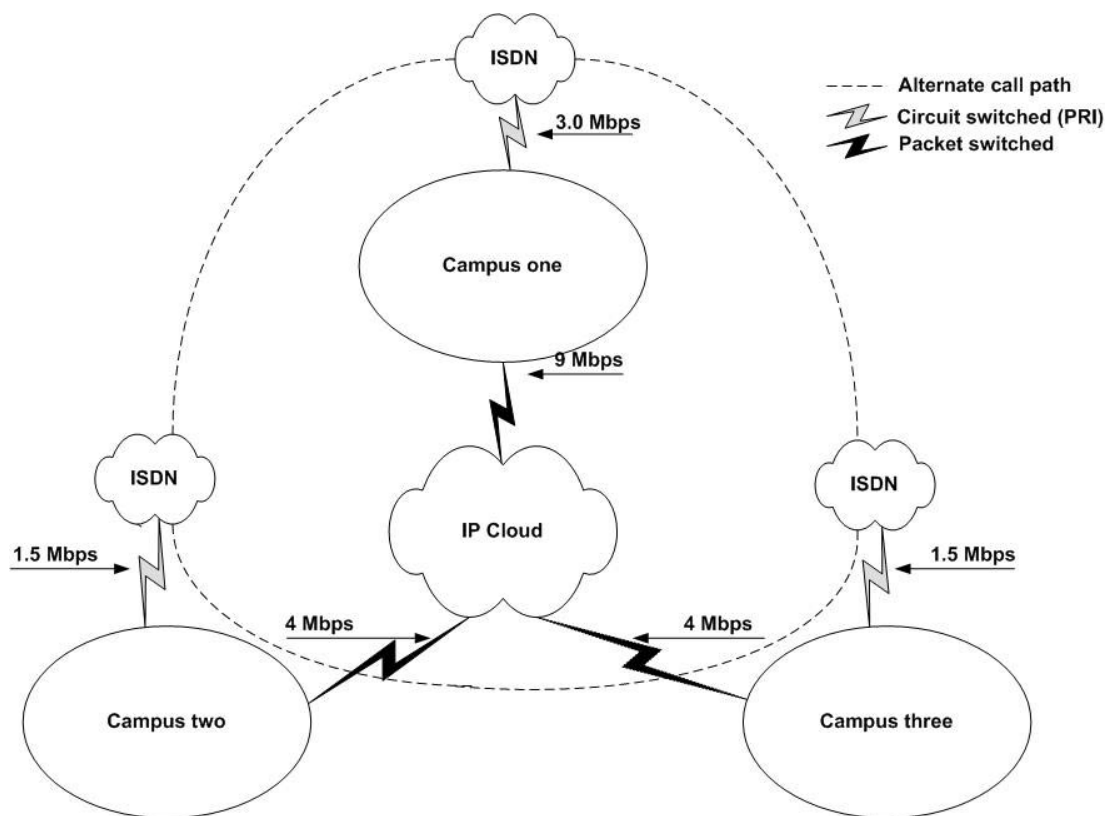 ISDN
Alternate call path
Circuit switched (PRI)
Packet switched
3.0 Mbps
Campus one
9 Mbps
ISDN
ISDN
IP Cloud
1.5 Mbps
1.5 Mbps
4 Mbps
4 Mbps
Campus two
Campus three